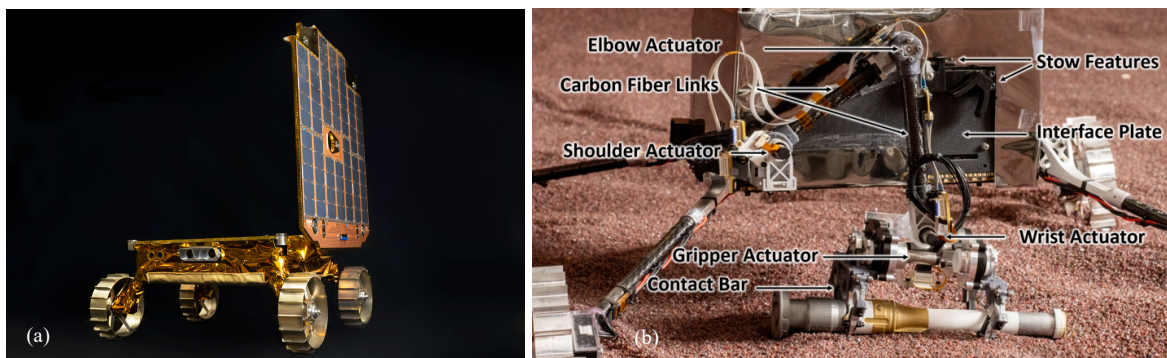 (a)
Elbow Actuator
Stow Features
Carbon Fiber Links
Interface Plate
Shoulder Actuator
Wrist Actuator
Gripper Actuator
Contact Bar
(b)